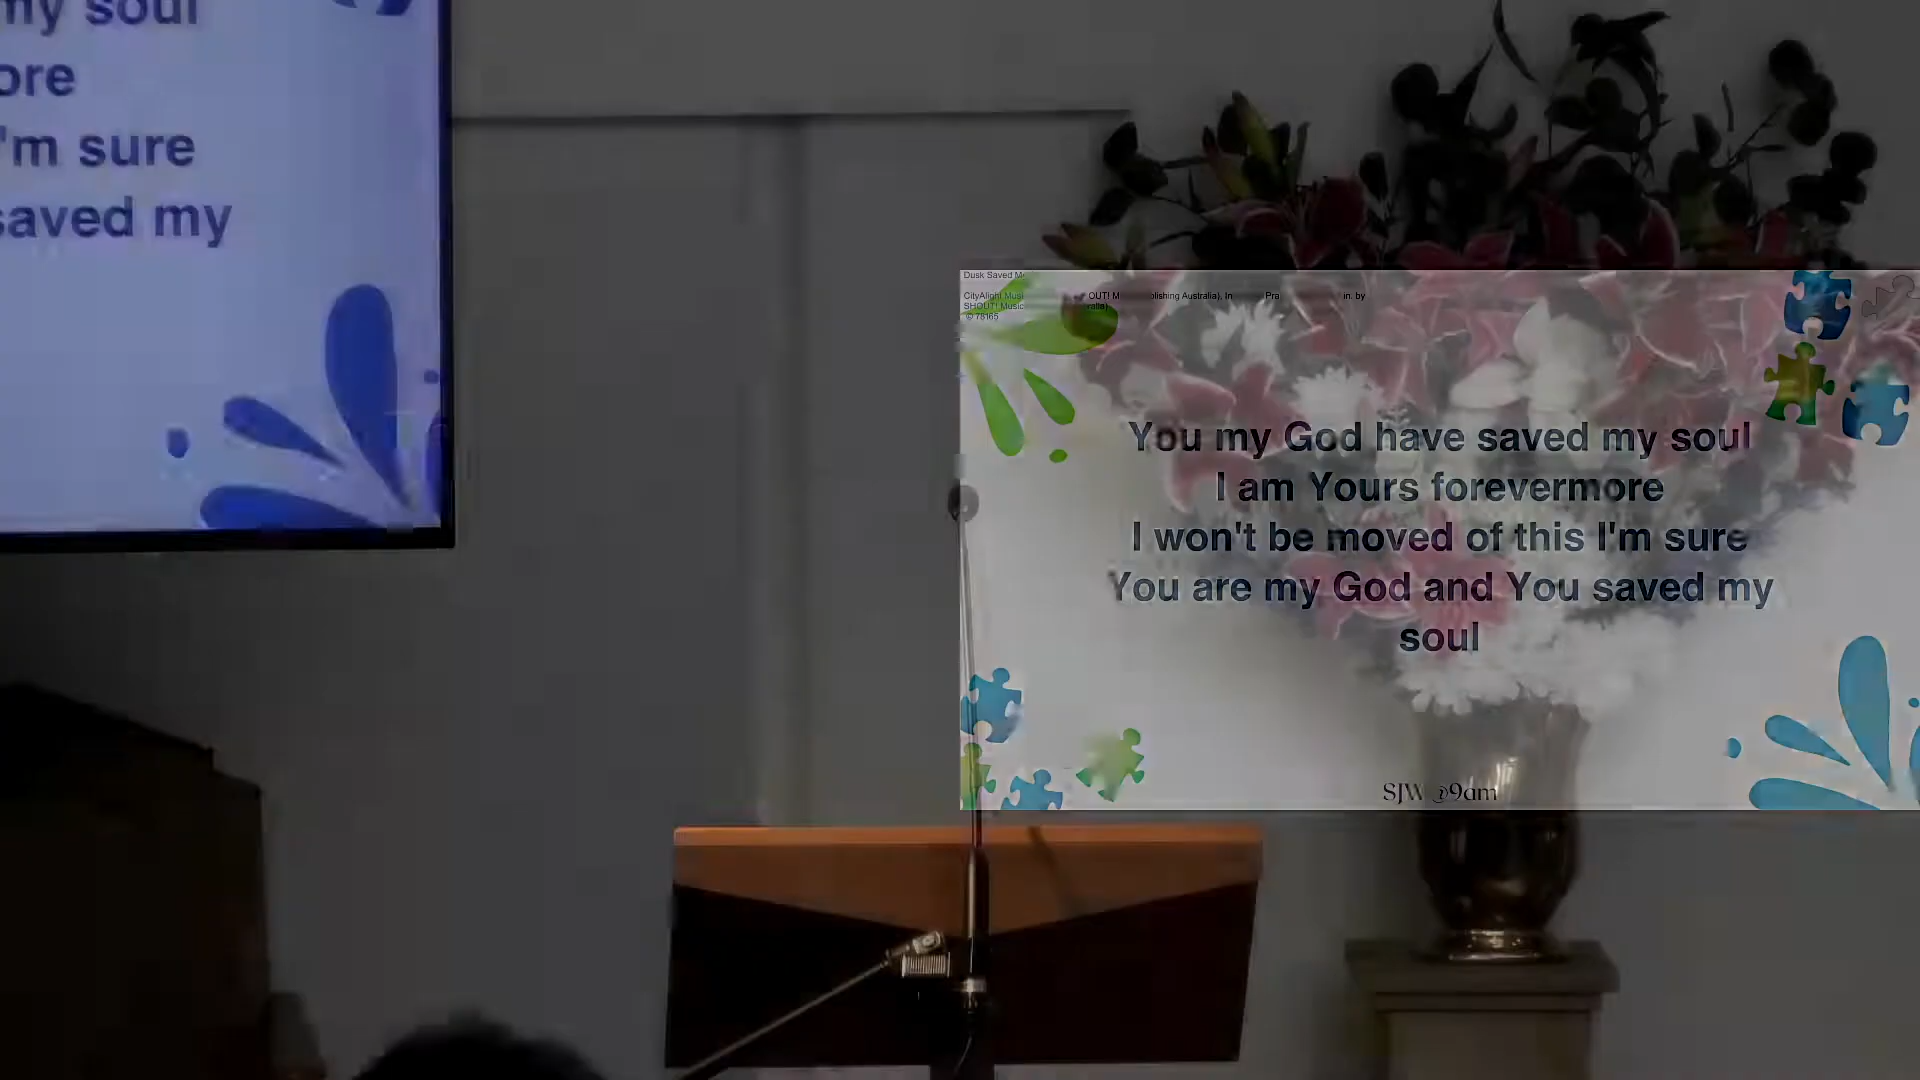 my soul
ore
'm sure
saved my
Dusk Saved M
CityAlight Musi OUT! M blishing Australia), In Pra in. by
SHOUT! Music ralia)
© 78165
You my God have saved my soul
I am Yours forevermore
I won't be moved of this I'm sure
You are my God and You saved my
soul
SJW @9am